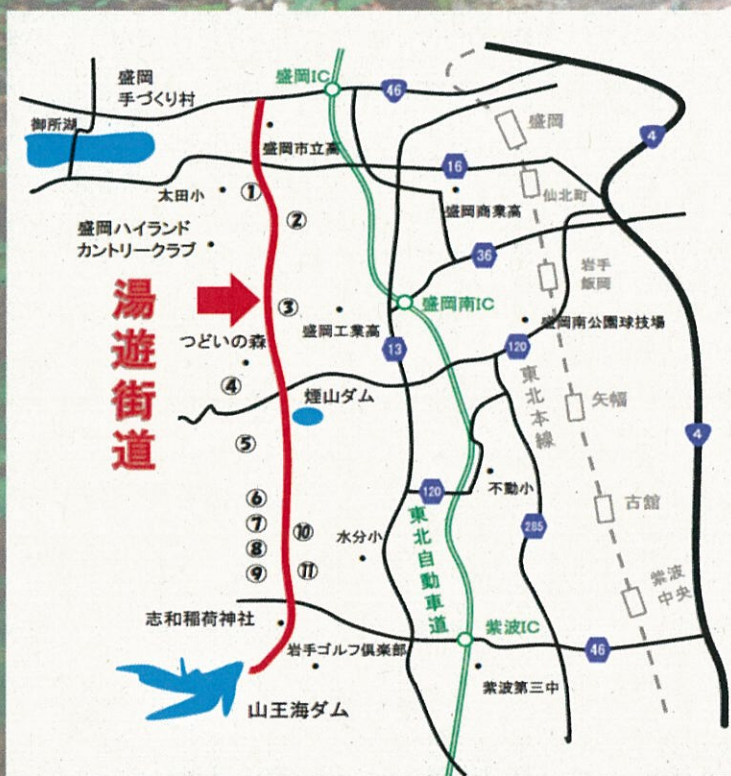 盛岡
手づくり村
盛岡IC
46
御所湖
盛岡市立高
盛岡
4
16
太田小
①
仙北町
盛岡商業高
②
盛岡ハイランド
カントリークラブ
36
岩手
飯岡
湯遊街道
③
盛岡南IC
盛岡工業高
盛岡南公園球技場
つどいの森
13
120
④
煙山ダム
東北本線
矢幅
4
⑤
不動小
120
⑥
⑦
⑧
⑨
⑩
⑪
水分小
東北自動車道
285
古舘
紫波
中央
志和稲荷神社
紫波IC
岩手ゴルフ倶楽部
46
紫波第三中
山王海ダム